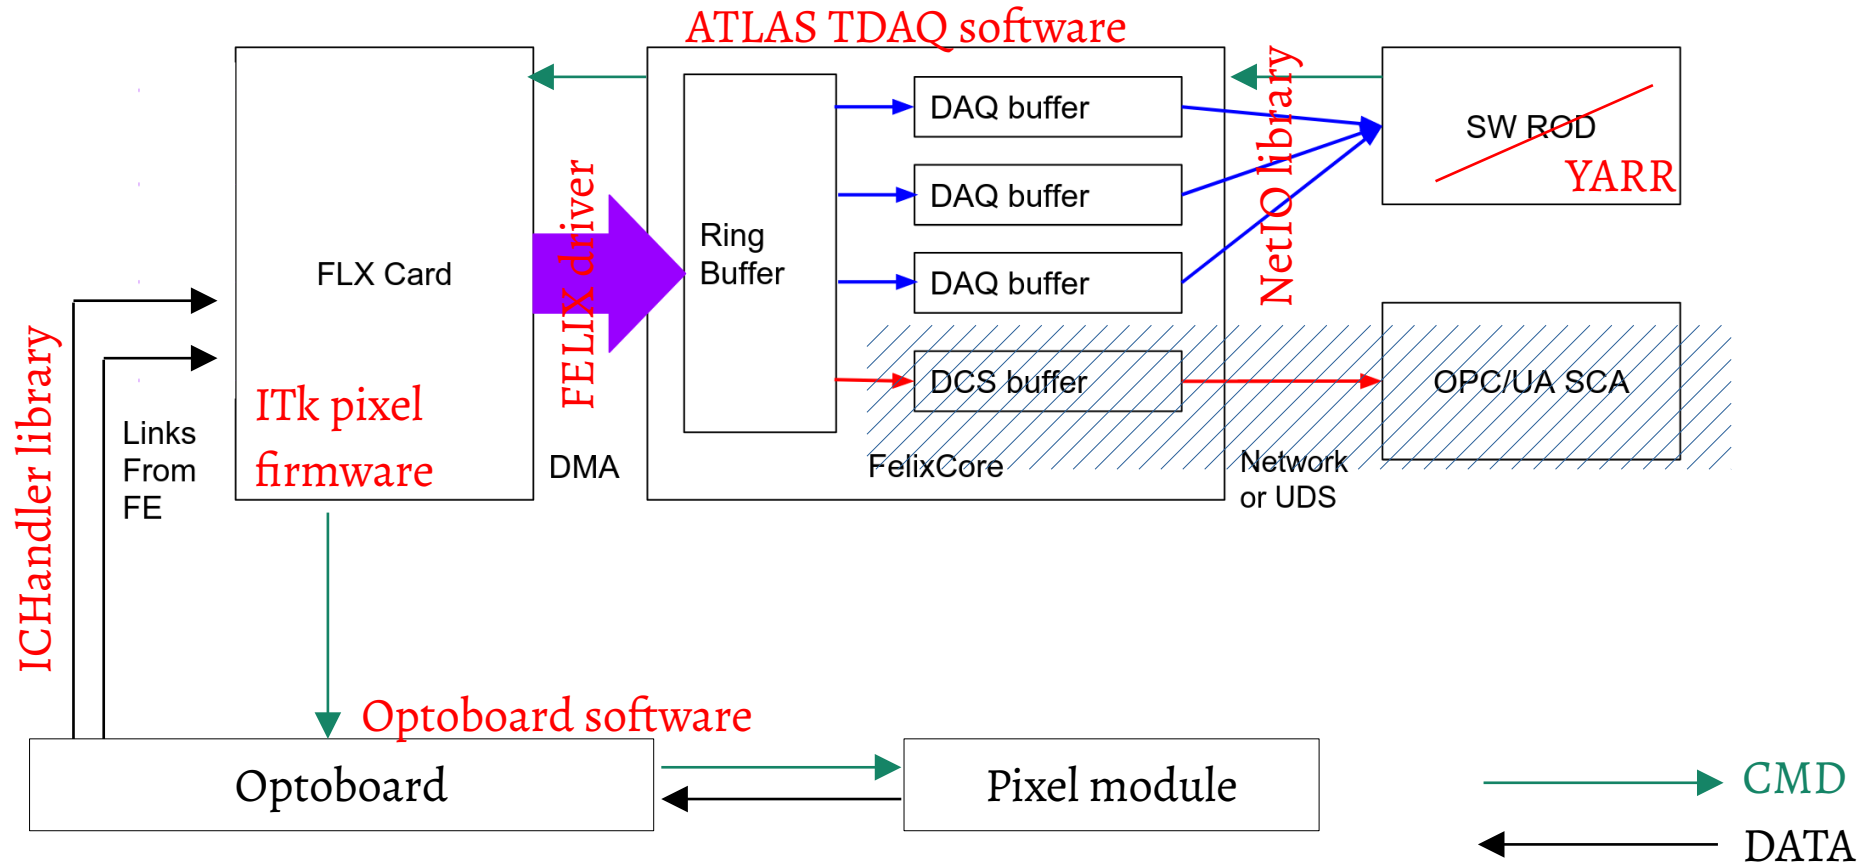 ATLAS TDAQ software
FLX Card
ITk pixel
firmware
ICHandler library
Links
From
FE
FELIX driver
DMA
Ring
Buffer
DAQ buffer
DAQ buffer
DAQ buffer
DCS buffer
FelixCore
NetIO library
Network
or UDS
SW ROD
YARR
OPC/UA SCA
Optoboard software
Optoboard
Pixel module
CMD
DATA